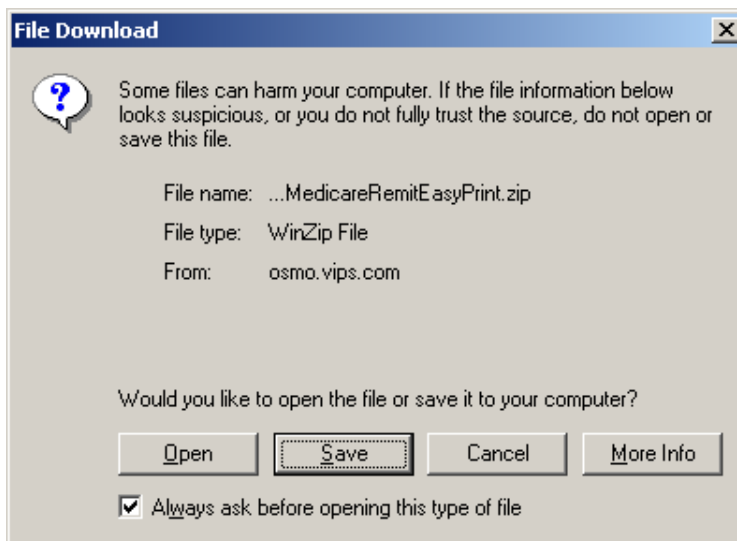 File Download
Some files can harm your computer. If the file information below
looks suspicious, or you do not fully trust the source, do not open or
save this file.
File name: ...MedicareRemitEasyPrint.zip
File type: WinZip File
From: osmo.vips.com
Would you like to open the file or save it to your computer?
Open Save Cancel More Info
Always ask before opening this type of file